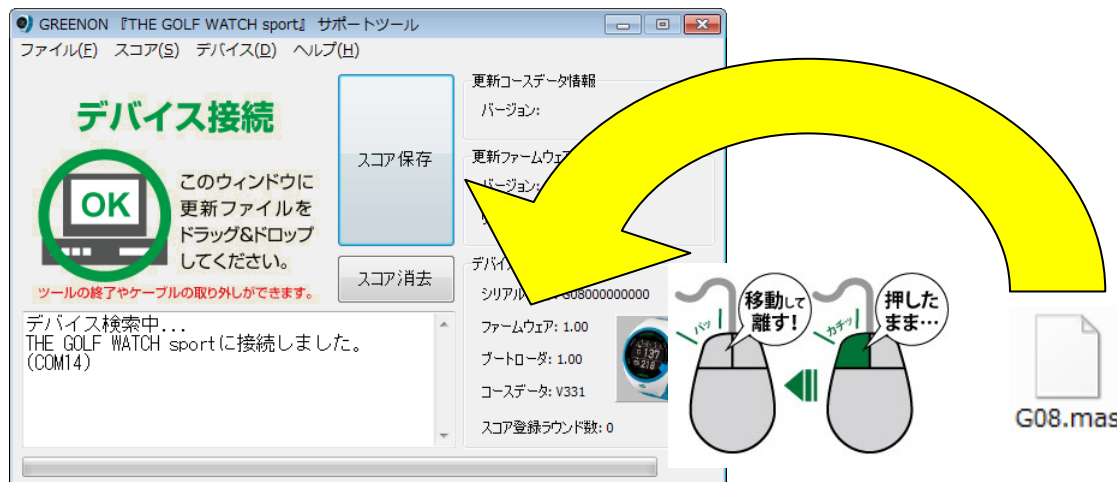 GREENON 『THE GOLF WATCH sport』 サポートツール
ファイル(F) スコア(S) デバイス(D) ヘルプ(H)
デバイス接続
OK
このウィンドウに
更新ファイルを
ドラッグ&ドロップ
してください。
ツールの終了やケーブルの取り外しができます。
スコア保存
スコア消去
更新コースデータ情報
バージョン:
更新ファームウェア
バージョン:
デバイ
シリアル
G08000000000
ファームウェア: 1.00
ブートローダ: 1.00
コースデータ: V331
スコア登録ラウンド数: 0
デバイス検索中...
THE GOLF WATCH sportに接続しました。
(COM14)
パッ
移動して
離す!
カチッ
押した
まま…
G08.mas